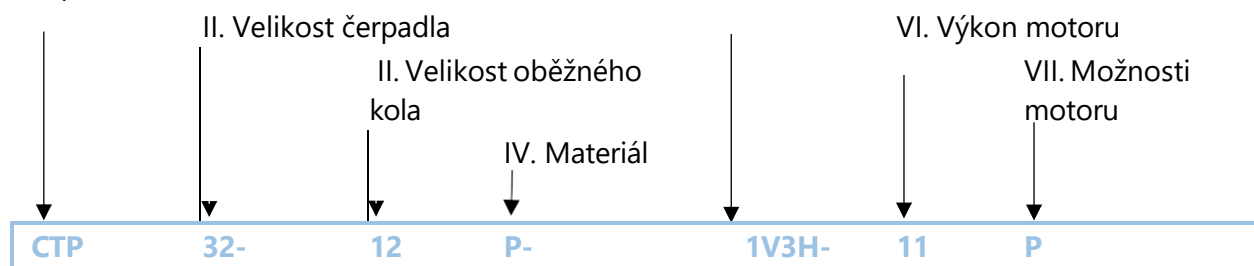 II. Velikost čerpadla
VI. Výkon motoru
II. Velikost oběžného
kola
VII. Možnosti
motoru
IV. Materiál
CTP 32- 12 P- 1V3H- 11 P